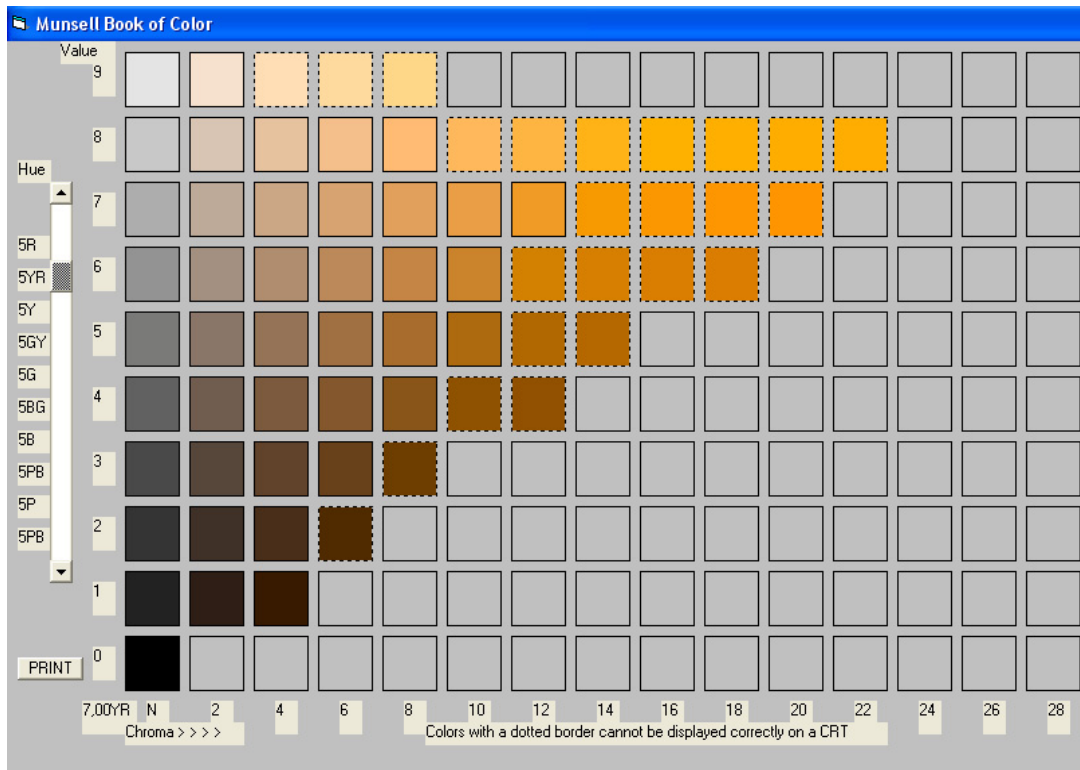 Munsell Book of Color
Value
9
8
Hue
7
5R
6
5YR
5Y
5
5GY
5G
4
5BG
5B
3
5PB
5P
2
5PB
1
0
PRINT
7,00YR N 2 4 6 8 10 12 14 16 18 20 22 24 26 28
Chroma > > > > Colors with a dotted border cannot be displayed correctly on a CRT